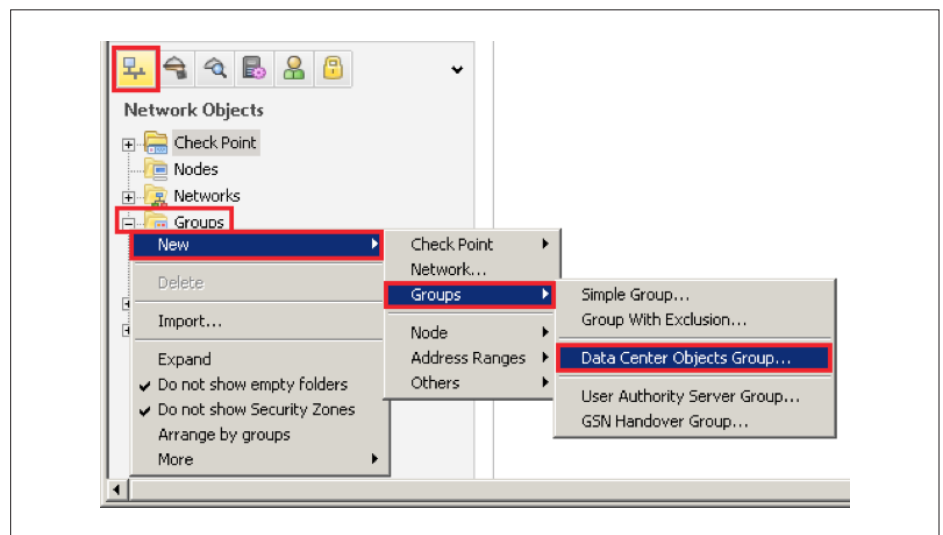 Network Objects
Check Point
Nodes
Networks
Groups
New
Delete
Import...
Expand
Do not show empty folders
Do not show Security Zones
Arrange by groups
More
Check Point
Network...
Groups
Node
Address Ranges
Others
Simple Group...
Group With Exclusion...
Data Center Objects Group...
User Authority Server Group...
GSN Handover Group...